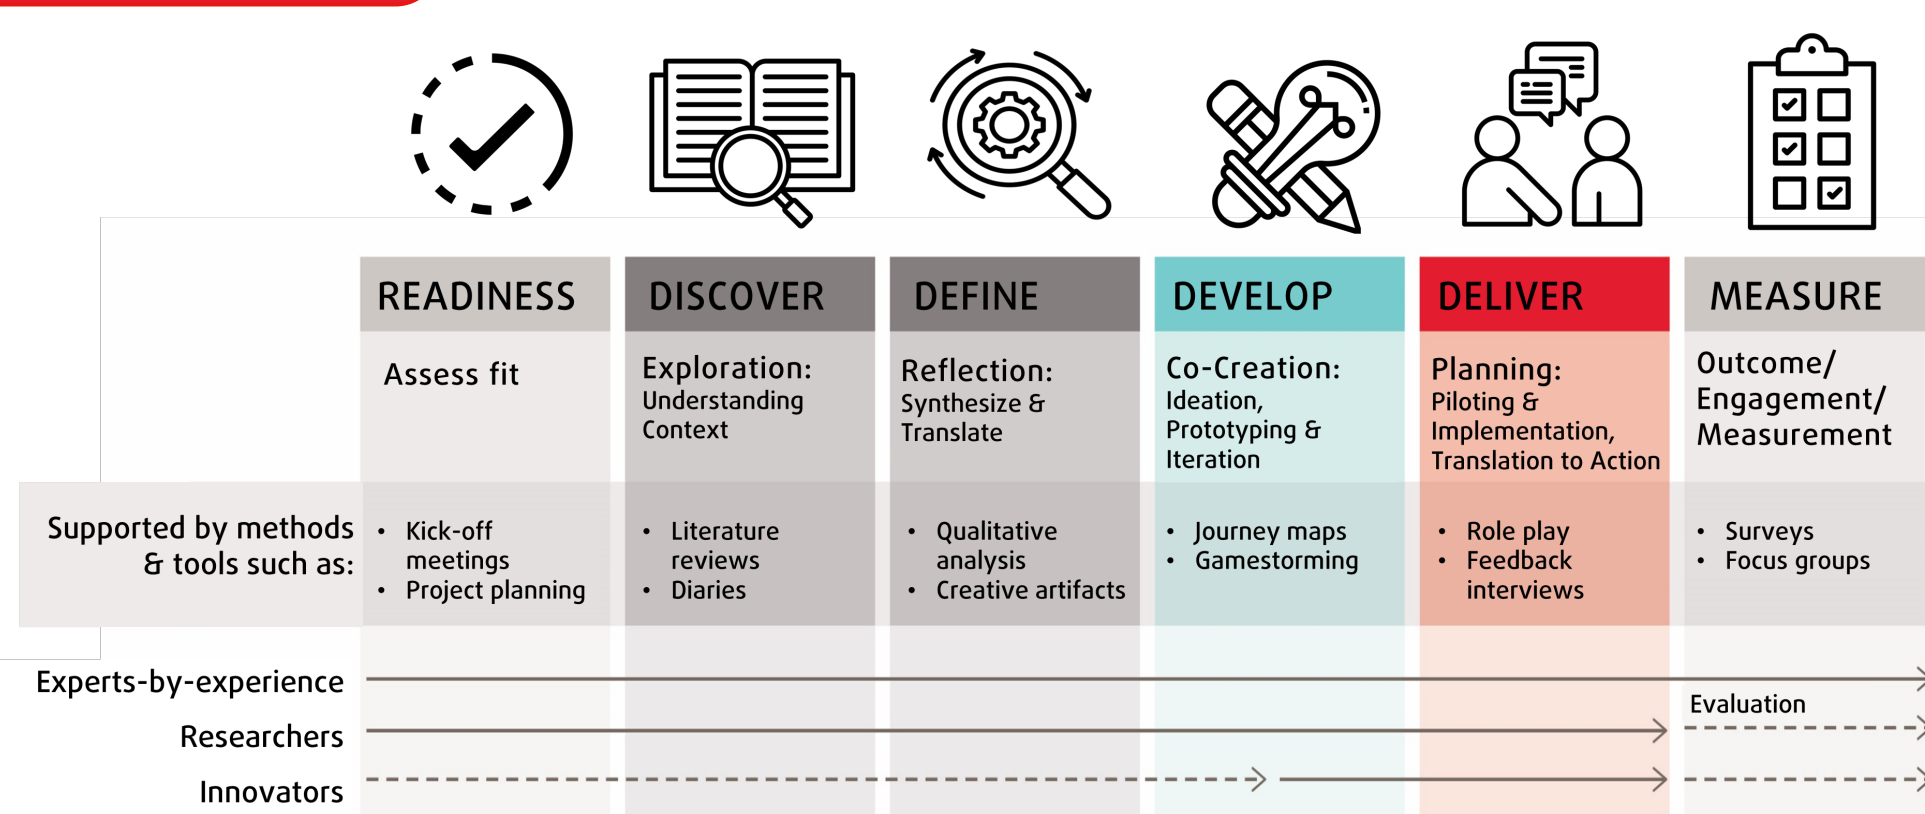 READINESS
DISCOVER
DEFINE
DEVELOP
DELIVER
MEASURE
Assess fit
Exploration:
Understanding
Context
Reflection:
Synthesize &
Translate
Co-Creation:
Ideation,
Prototyping &
Iteration
Planning:
Piloting &
Implementation,
Translation to Action
Outcome/
Engagement/
Measurement
Supported by methods
& tools such as:
• Kick-off
meetings
• Project planning
• Literature
reviews
• Diaries
• Qualitative
analysis
• Creative artifacts
• Journey maps
• Gamestorming
• Role play
• Feedback
interviews
• Surveys
• Focus groups
Experts-by-experience
Evaluation
Researchers
Innovators